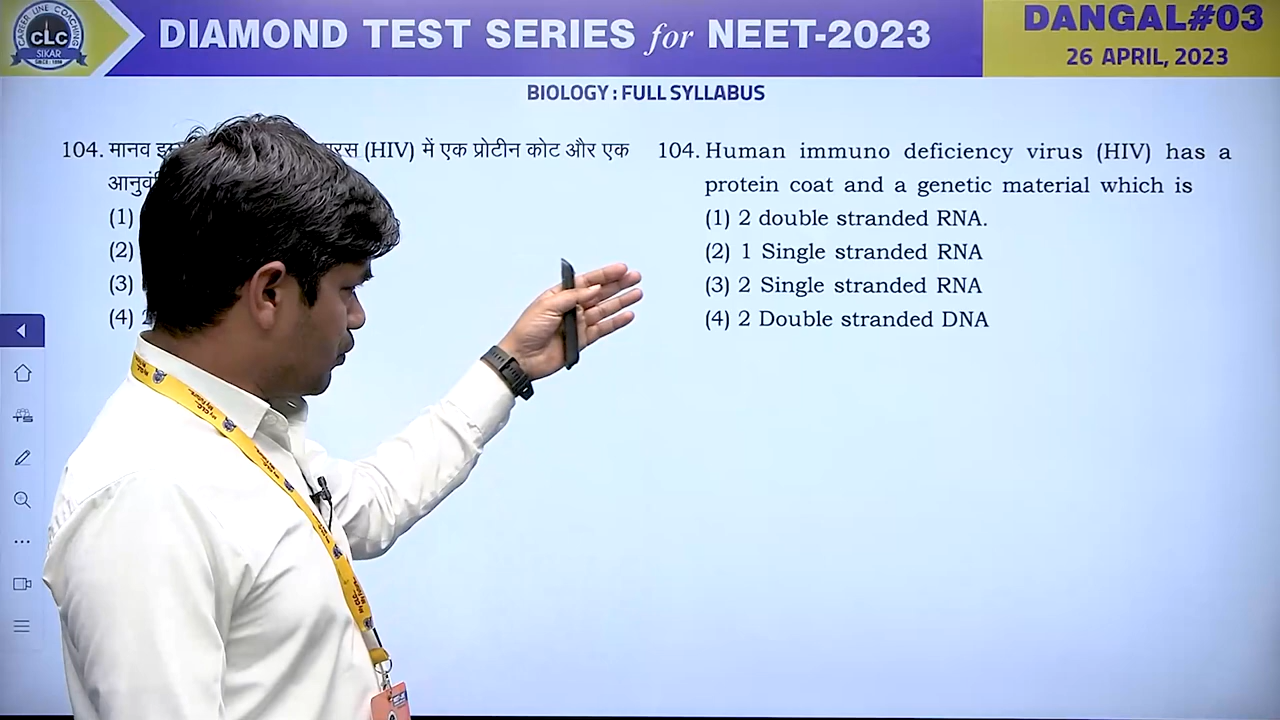 CAREER LINE COACHING
CLC
SIKAR
DIAMOND TEST SERIES for NEET-2023
DANGAL#03
26 APRIL, 2023
BIOLOGY : FULL SYLLABUS
104. मानव (HIV) में एक प्रोटीन कोट और एक
(1)
(2)
(3)
(4)
104. Human immuno deficiency virus (HIV) has a
protein coat and a genetic material which is
(1) 2 double stranded RNA.
(2) 1 Single stranded RNA
(3) 2 Single stranded RNA
(4) 2 Double stranded DNA